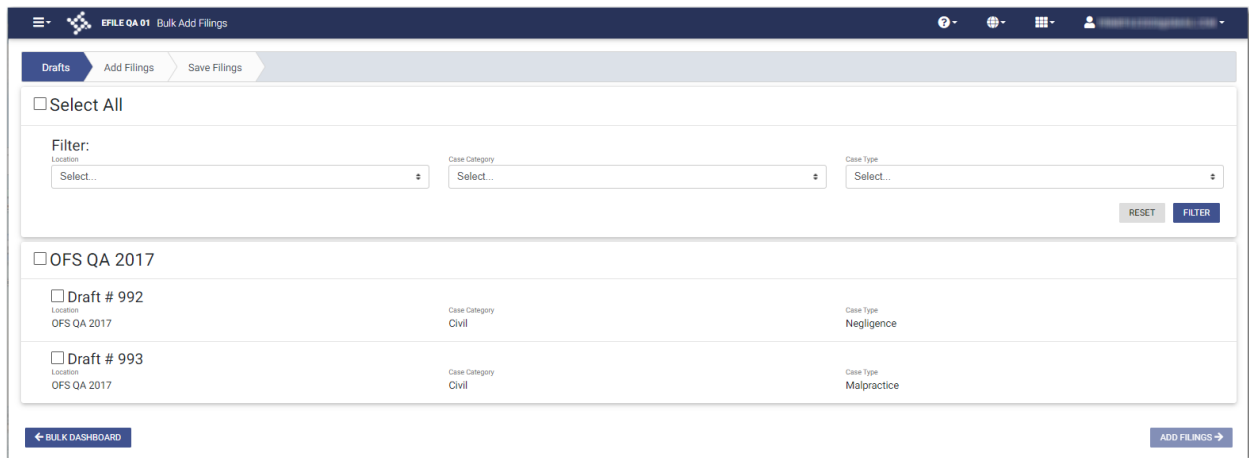 EFILE QA 01 Bulk Add Filings
Drafts Add Filings Save Filings
Select All
Filter:
Location Case Category Case Type
Select... Select... Select...
RESET FILTER
OFS QA 2017
Draft # 992
Location Case Category Case Type
OFS QA 2017 Civil Negligence
Draft # 993
Location Case Category Case Type
OFS QA 2017 Civil Malpractice
BULK DASHBOARD ADD FILINGS